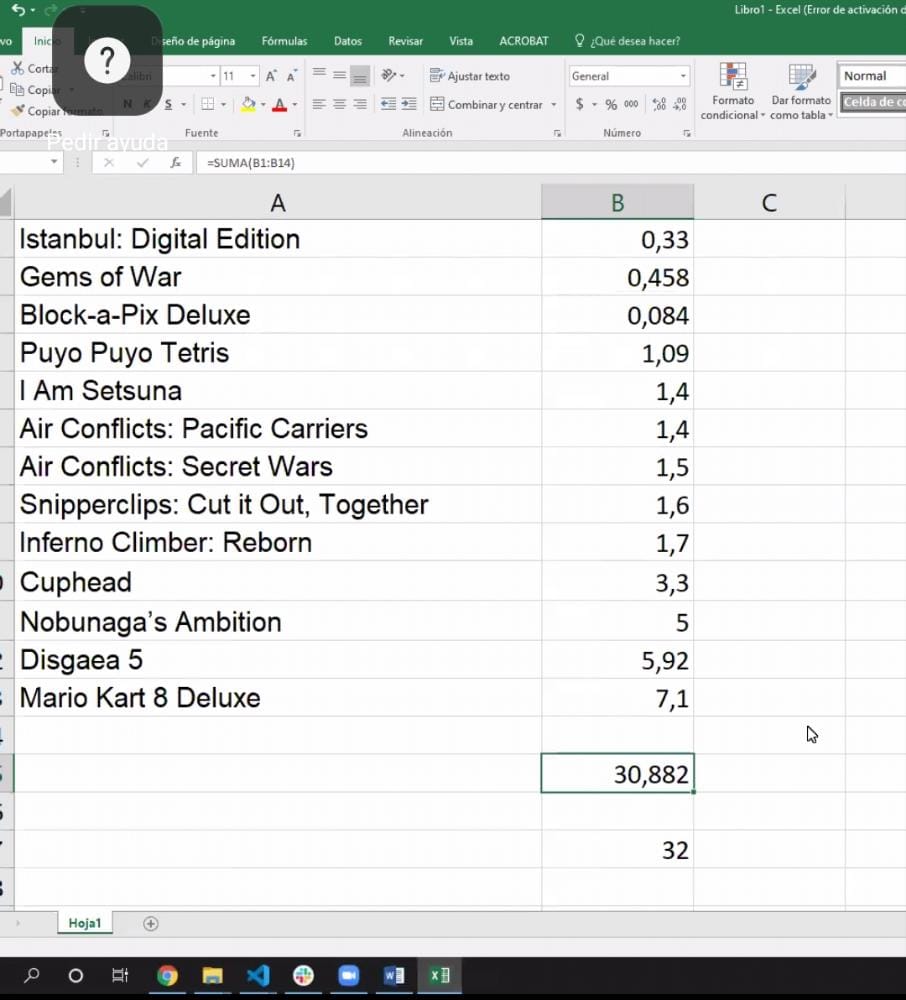 Libro1 - Excel (Error de activación d
vo Inicio Diseño de página Fórmulas Datos Revisar Vista ACROBAT ¿Qué desea hacer?
?
Cortar
Copiar
Copiar formato
Pedir ayuda
Portapapeles
Calibri 11
N K S
Fuente
Ajustar texto
Combinar y centrar
Alineación
General
$ % 000
Número
Formato condicional
Dar formato como tabla
Normal
Celda de co
fx =SUMA(B1:B14)
A B C
Istanbul: Digital Edition 0,33
Gems of War 0,458
Block-a-Pix Deluxe 0,084
Puyo Puyo Tetris 1,09
I Am Setsuna 1,4
Air Conflicts: Pacific Carriers 1,4
Air Conflicts: Secret Wars 1,5
Snipperclips: Cut it Out, Together 1,6
Inferno Climber: Reborn 1,7
Cuphead 3,3
Nobunaga’s Ambition 5
Disgaea 5 5,92
Mario Kart 8 Deluxe 7,1
30,882
32
Hoja1